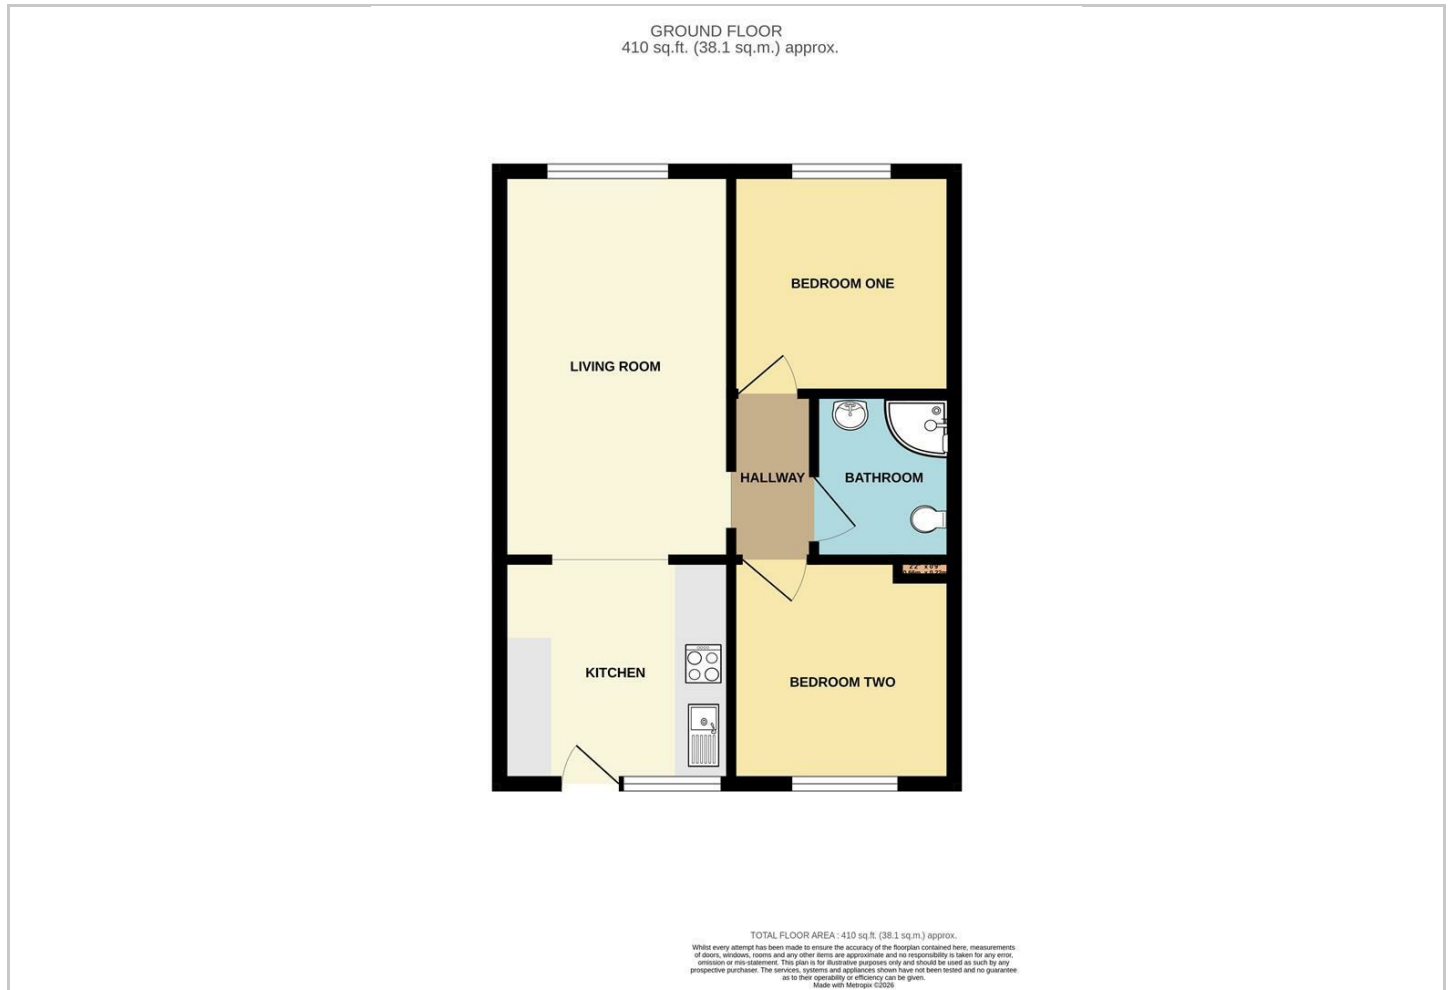 GROUND FLOOR
410 sq.ft. (38.1 sq.m.) approx.
BEDROOM ONE
LIVING ROOM
HALLWAY
BATHROOM
KITCHEN
BEDROOM TWO
TOTAL FLOOR AREA : 410 sq.ft. (38.1 sq.m.) approx.
Whilst every attempt has been made to ensure the accuracy of the floorplan contained here, measurements
of doors, windows, rooms and any other items are approximate and no responsibility is taken for any error,
omission or mis-statement. This plan is for illustrative purposes only and should be used as such by any
prospective purchaser. The services, systems and appliances shown have not been tested and no guarantee
as to their operability or efficiency can be given.
Made with Metropix ©2026